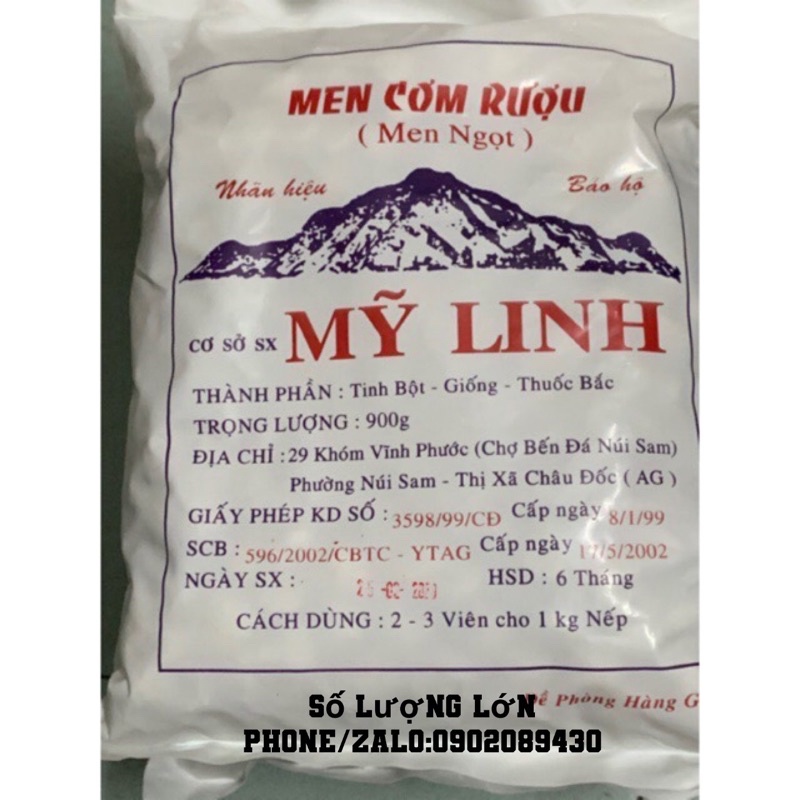 MEN CƠM RƯỢU
( Men Ngọt )
Nhãn hiệu Bảo hộ
CƠ SỞ SX MỸ LINH
THÀNH PHẦN : Tinh Bột - Giống - Thuốc Bắc
TRỌNG LƯỢNG : 900g
ĐỊA CHỈ : 29 Khóm Vĩnh Phước (Chợ Bến Đá Núi Sam)
Phường Núi Sam - Thị Xã Châu Đốc ( AG )
GIẤY PHÉP KD SỐ : 3598/99/CĐ Cấp ngày 8/1/99
SCB : 596/2002/CBTC - YTAG Cấp ngày 17/5/2002
NGÀY SX : HSD : 6 Tháng
CÁCH DÙNG : 2 - 3 Viên cho 1 kg Nếp
Đề Phòng Hàng G
Số LượNG LớN
PHONE/ZALO:0902089430